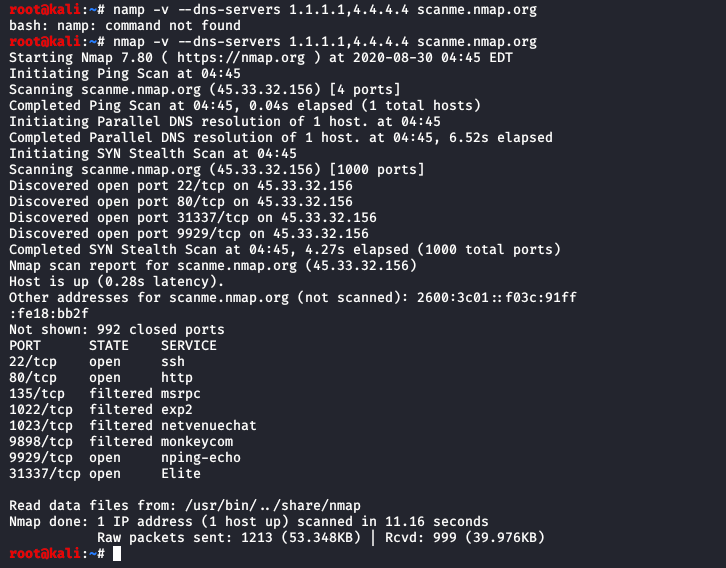 root@kali:~# namp -v --dns-servers 1.1.1.1,4.4.4.4 scanme.nmap.org
bash: namp: command not found
root@kali:~# nmap -v --dns-servers 1.1.1.1,4.4.4.4 scanme.nmap.org
Starting Nmap 7.80 ( https://nmap.org ) at 2020-08-30 04:45 EDT
Initiating Ping Scan at 04:45
Scanning scanme.nmap.org (45.33.32.156) [4 ports]
Completed Ping Scan at 04:45, 0.04s elapsed (1 total hosts)
Initiating Parallel DNS resolution of 1 host. at 04:45
Completed Parallel DNS resolution of 1 host. at 04:45, 6.52s elapsed
Initiating SYN Stealth Scan at 04:45
Scanning scanme.nmap.org (45.33.32.156) [1000 ports]
Discovered open port 22/tcp on 45.33.32.156
Discovered open port 80/tcp on 45.33.32.156
Discovered open port 31337/tcp on 45.33.32.156
Discovered open port 9929/tcp on 45.33.32.156
Completed SYN Stealth Scan at 04:45, 4.27s elapsed (1000 total ports)
Nmap scan report for scanme.nmap.org (45.33.32.156)
Host is up (0.28s latency).
Other addresses for scanme.nmap.org (not scanned): 2600:3c01::f03c:91ff
:fe18:bb2f
Not shown: 992 closed ports
PORT      STATE    SERVICE
22/tcp    open     ssh
80/tcp    open     http
135/tcp   filtered msrpc
1022/tcp  filtered exp2
1023/tcp  filtered netvenuechat
9898/tcp  filtered monkeycom
9929/tcp  open     nping-echo
31337/tcp open     Elite

Read data files from: /usr/bin/../share/nmap
Nmap done: 1 IP address (1 host up) scanned in 11.16 seconds
           Raw packets sent: 1213 (53.348KB) | Rcvd: 999 (39.976KB)
root@kali:~#